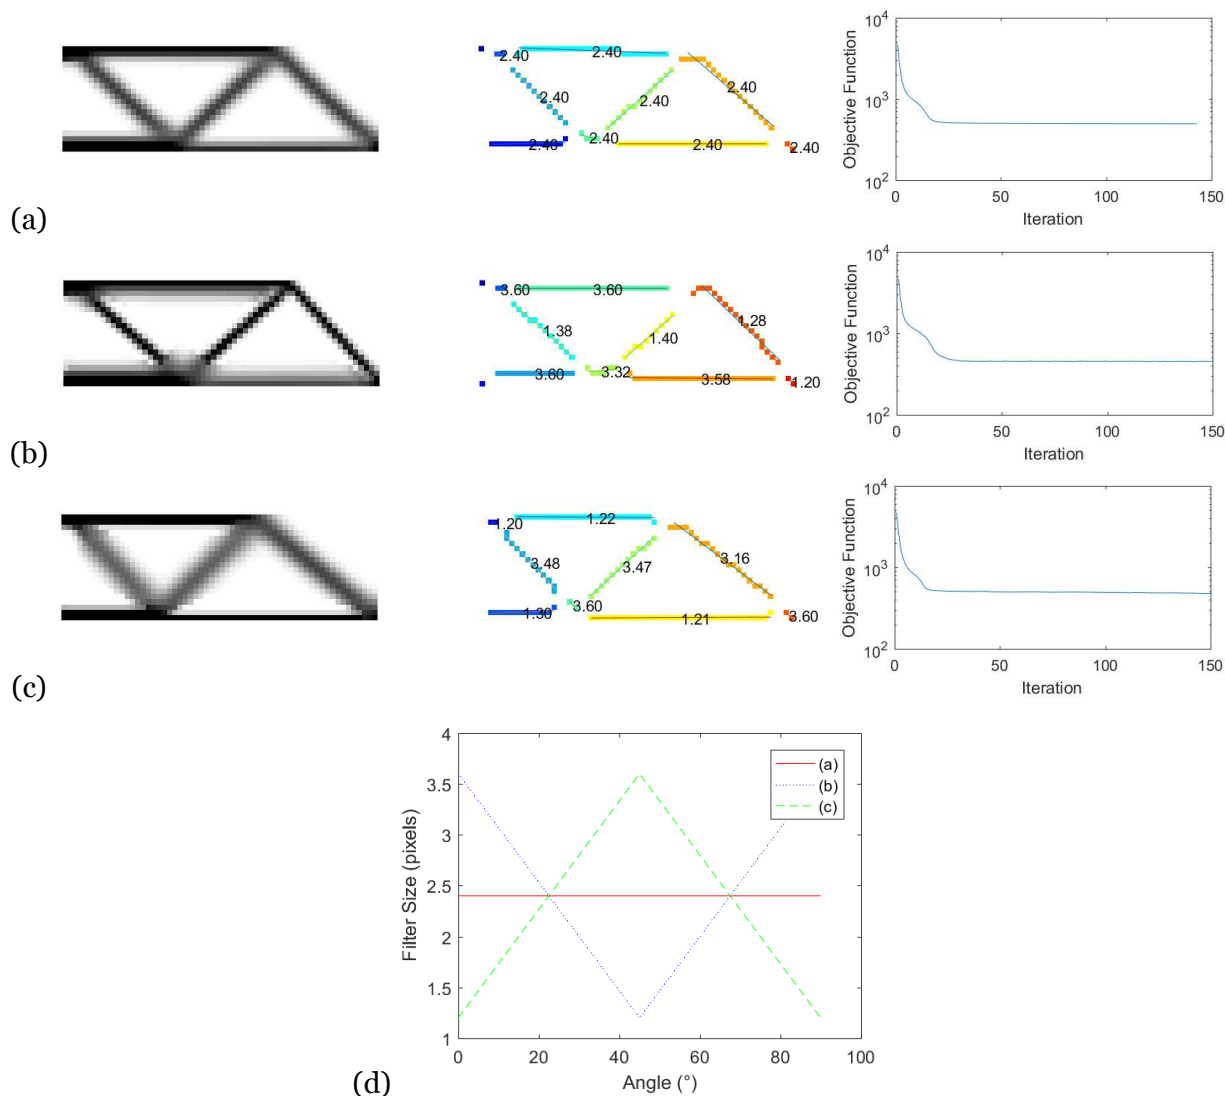 2.40 2.40
2.40 2.40 2.40
2.40 2.40 2.40 2.40
10^4
10^3
10^2
Objective Function
0 50 100 150
Iteration
(a)
3.60 3.60
1.38 1.40 1.28
3.60 3.32 3.58 1.20
10^4
10^3
10^2
Objective Function
0 50 100 150
Iteration
(b)
1.20 1.22
3.48 3.47 3.16
1.30 3.60 1.21 3.60
10^4
10^3
10^2
Objective Function
0 50 100 150
Iteration
(c)
4
3.5
3
2.5
2
1.5
1
Filter Size (pixels)
(a)
(b)
(c)
0 20 40 60 80 100
Angle (°)
(d)